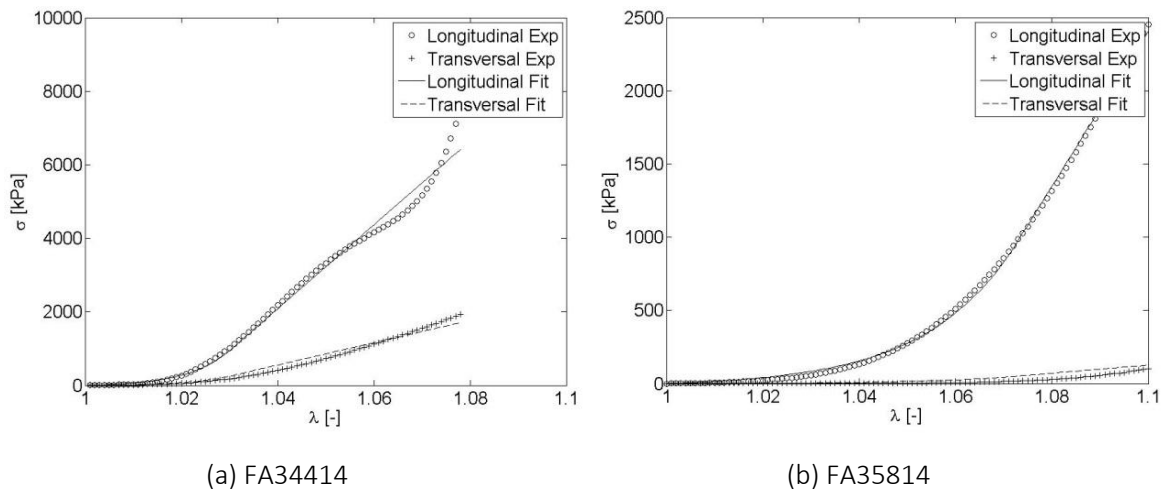 10000
8000
6000
4000
2000
0
σ [kPa]
1
1.02
1.04
1.06
1.08
1.1
λ [-]
Longitudinal Exp
Transversal Exp
Longitudinal Fit
Transversal Fit
(a) FA34414
2500
2000
1500
1000
500
0
σ [kPa]
1
1.02
1.04
1.06
1.08
1.1
λ [-]
Longitudinal Exp
Transversal Exp
Longitudinal Fit
Transversal Fit
(b) FA35814